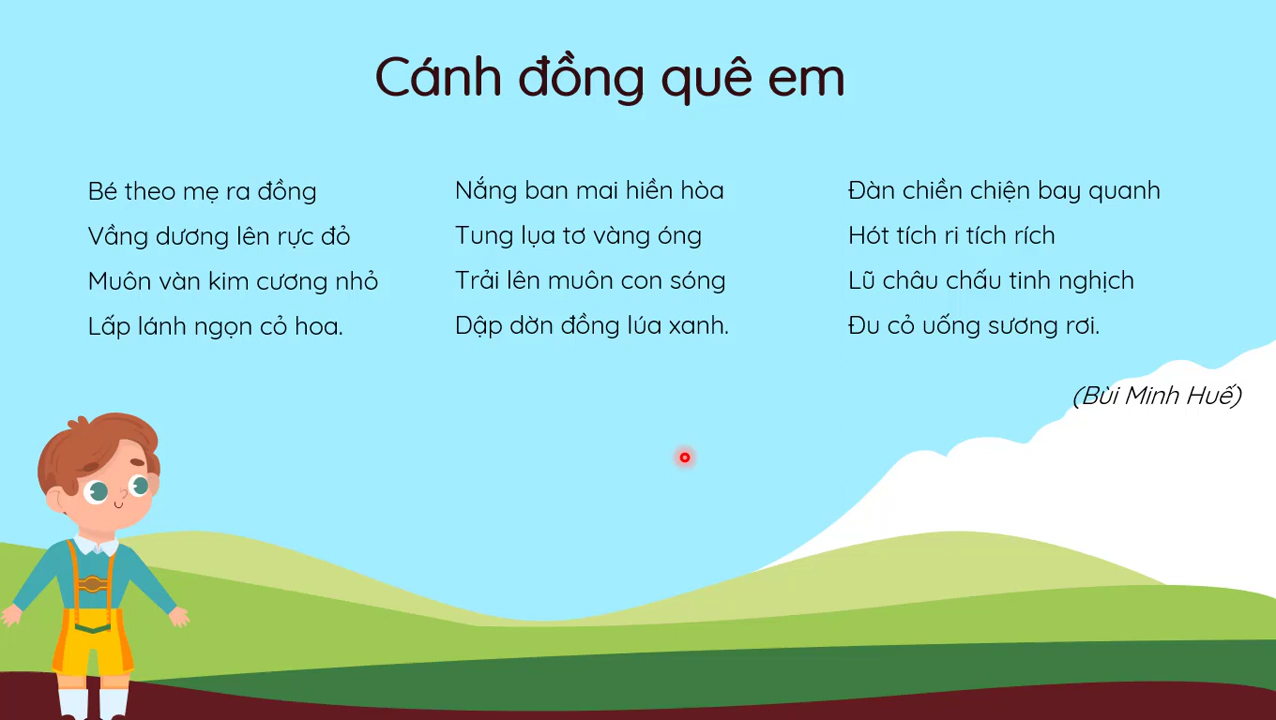 Cánh đồng quê em
Bé theo mẹ ra đồng
Vầng dương lên rực đỏ
Muôn vàn kim cương nhỏ
Lấp lánh ngọn cỏ hoa.
Nắng ban mai hiền hòa
Tung lụa tơ vàng óng
Trải lên muôn con sóng
Dập dờn đồng lúa xanh.
Đàn chiền chiện bay quanh
Hót tích ri tích rích
Lũ châu chấu tinh nghịch
Đu cỏ uống sương rơi.
(Bùi Minh Huế)